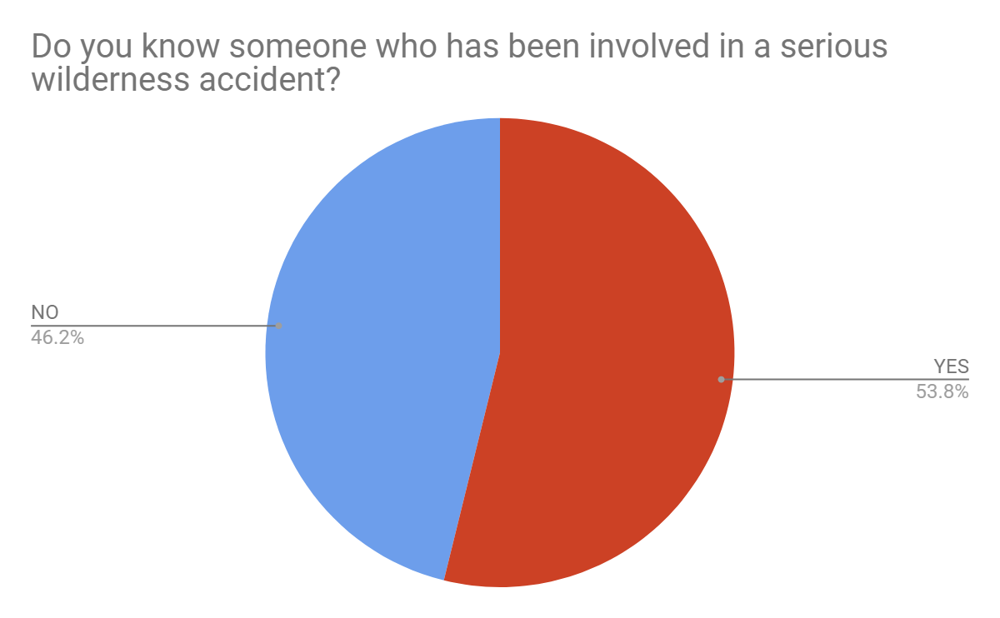 Do you know someone who has been involved in a serious
wilderness accident?
NO
46.2%
YES
53.8%